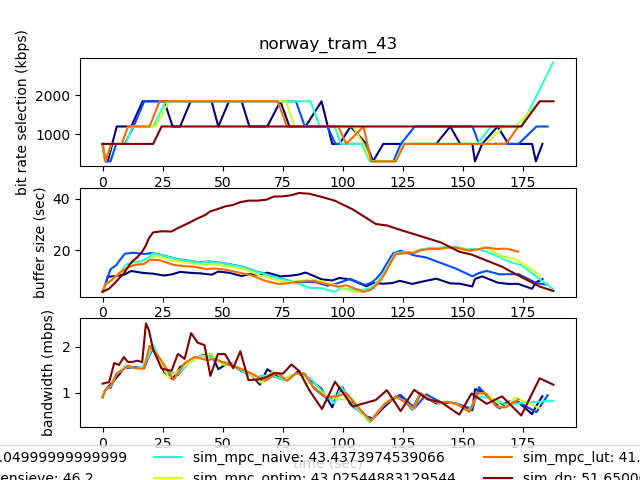 norway_tram_43
bit rate selection (kbps)
2000
1000
0 25 50 75 100 125 150 175
buffer size (sec)
40
20
0 25 50 75 100 125 150 175
bandwidth (mbps)
2
1
0 25 50 75 100 125 150 175
time (sec)
.04999999999999 sim_mpc_naive: 43.4373974539066 sim_mpc_lut: 41.
ensieve: 46.2 sim_mpc_optim: 43.02544883129544 sim_dp: 51.6500